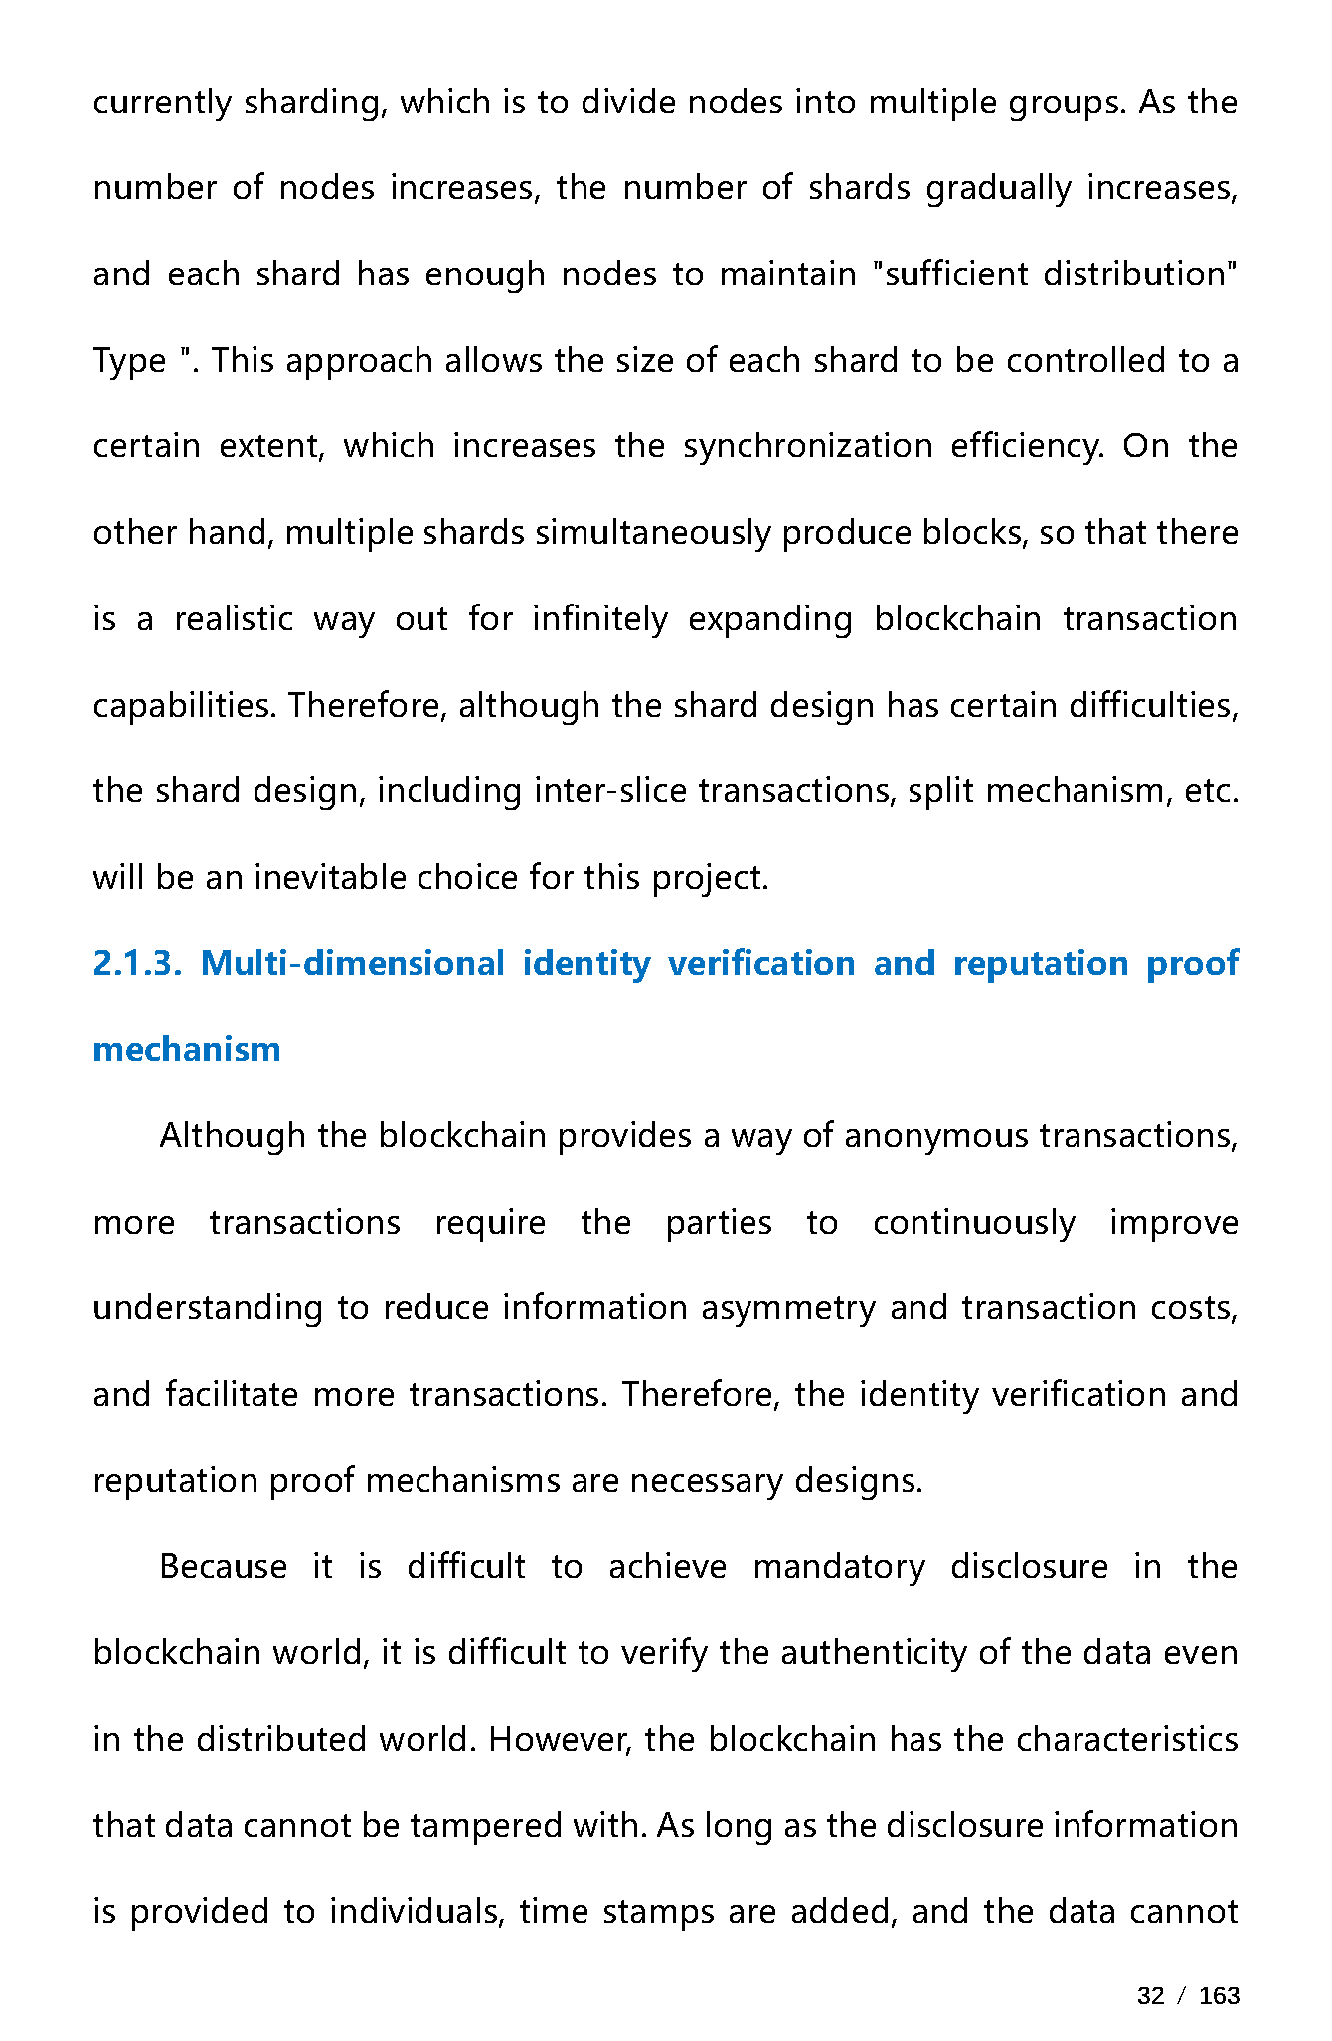 currently sharding, which is to divide nodes into multiple groups. As the
number of nodes increases, the number of shards gradually increases,
and each shard has enough nodes to maintain "sufficient distribution"
Type ". This approach allows the size of each shard to be controlled to a
certain extent, which increases the synchronization efficiency. On the
other hand, multiple shards simultaneously produce blocks, so that there
is a realistic way out for infinitely expanding blockchain transaction
capabilities. Therefore, although the shard design has certain difficulties,
the shard design, including inter-slice transactions, split mechanism, etc.
will be an inevitable choice for this project.
2.1.3. Multi-dimensional identity verification and reputation proof
mechanism
Although the blockchain provides a way of anonymous transactions,
more transactions require the parties to continuously improve
understanding to reduce information asymmetry and transaction costs,
and facilitate more transactions. Therefore, the identity verification and
reputation proof mechanisms are necessary designs.
Because it is difficult to achieve mandatory disclosure in the
blockchain world, it is difficult to verify the authenticity of the data even
in the distributed world. However, the blockchain has the characteristics
that data cannot be tampered with. As long as the disclosure information
is provided to individuals, time stamps are added, and the data cannot
32 / 163